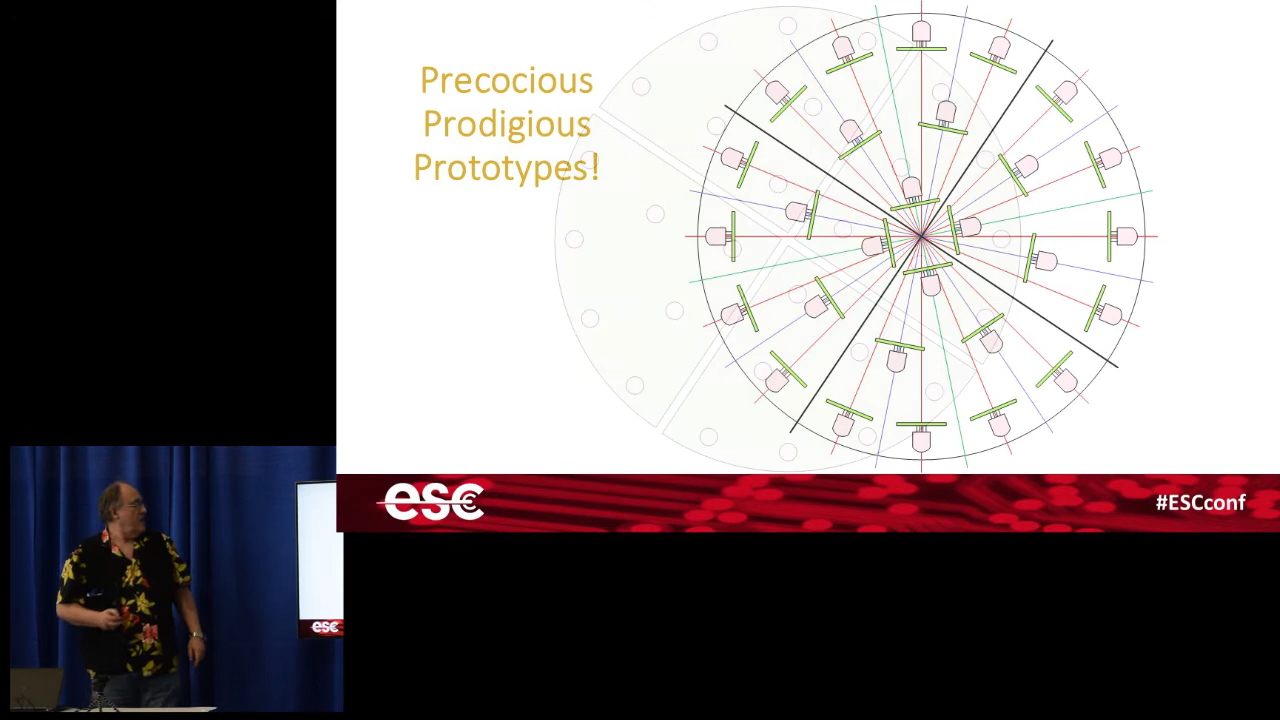 Precocious
Prodigious
Prototypes!
esc
#ESCconf
esc